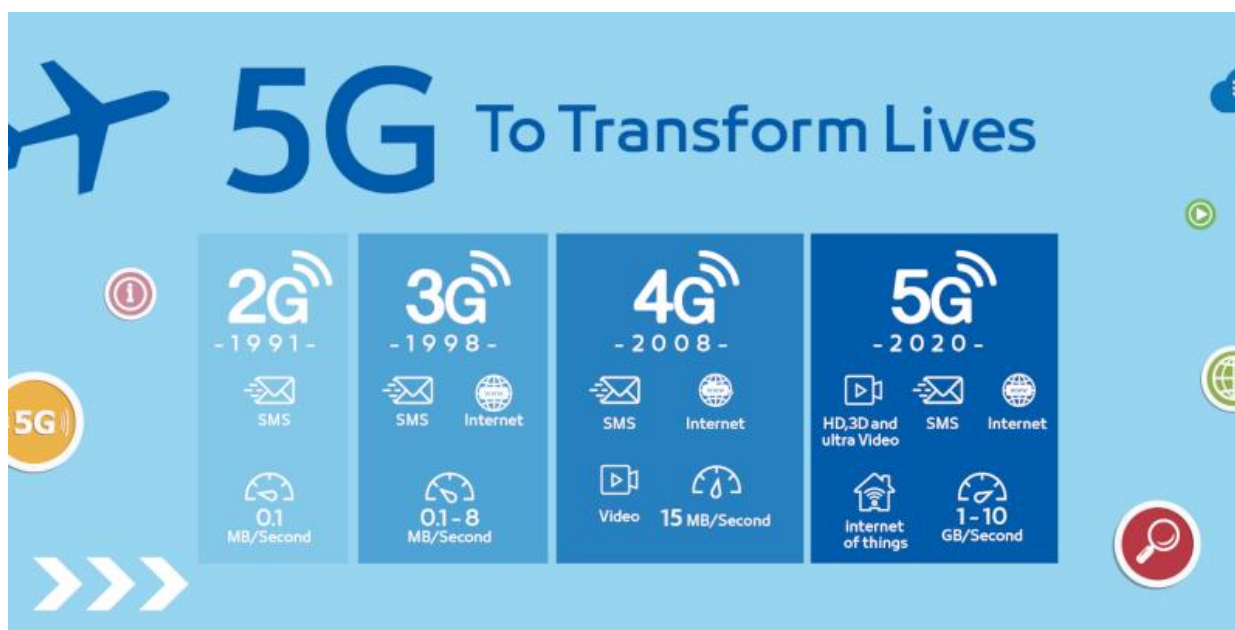 5G To Transform Lives
2G
-1991-
SMS
0.1
MB/Second
3G
-1998-
SMS Internet
0.1-8
MB/Second
4G
-2008-
SMS Internet
Video 15 MB/Second
5G
-2020-
HD,3D and
ultra Video
SMS Internet
internet
of things
1-10
GB/Second
i
5G